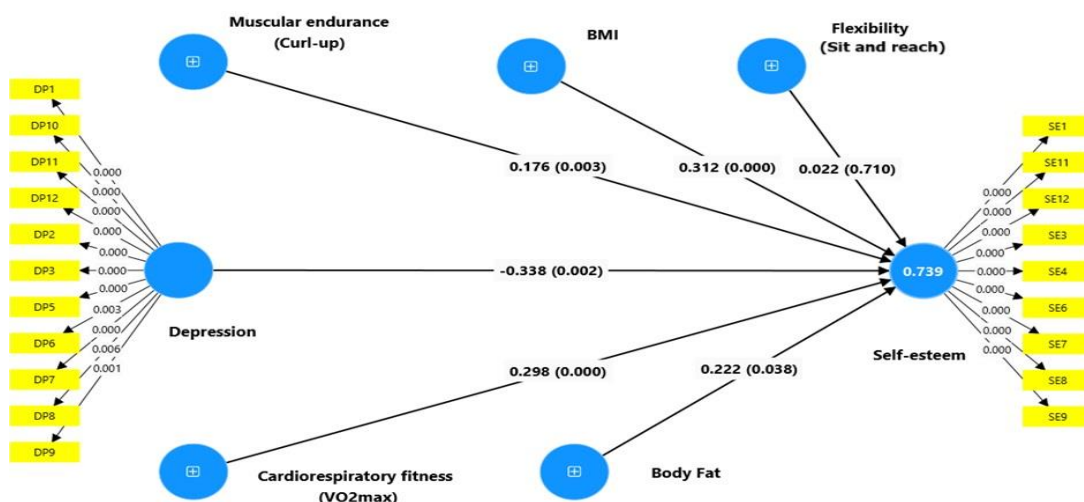 Muscular endurance
(Curl-up)
BMI
Flexibility
(Sit and reach)
DP1
DP10
DP11
DP12
DP2
DP3
DP5
DP6
DP7
DP8
DP9
0.000
0.000
0.000
0.000
0.000
0.000
0.000
0.003
0.000
0.006
0.001
Depression
0.176 (0.003)
0.312 (0.000)
0.022 (0.710)
-0.338 (0.002)
0.298 (0.000)
0.222 (0.038)
0.739
Self-esteem
0.000
0.000
0.000
0.000
0.000
0.000
0.000
0.000
0.000
SE1
SE11
SE12
SE3
SE4
SE6
SE7
SE8
SE9
Cardiorespiratory fitness
(VO2max)
Body Fat